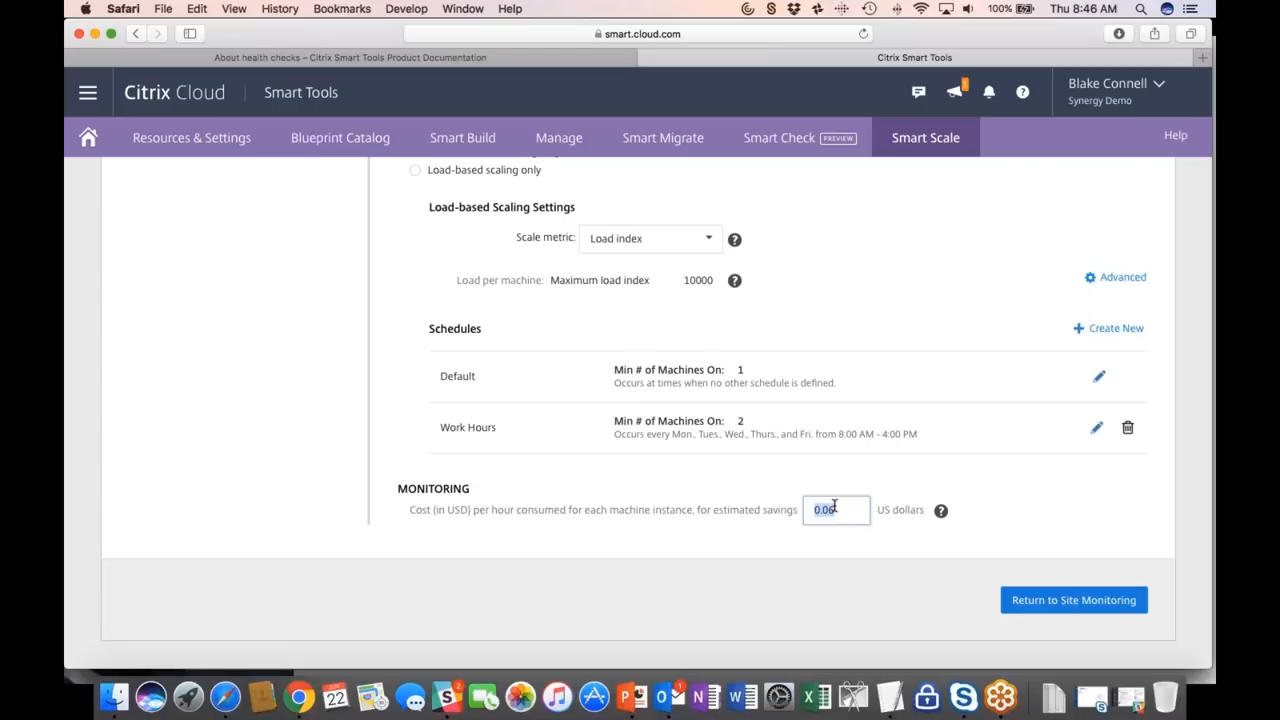 Safari File Edit View History Bookmarks Develop Window Help 100% Thu 8:46 AM
smart.cloud.com
About health checks – Citrix Smart Tools Product Documentation Citrix Smart Tools
Citrix Cloud Smart Tools Blake Connell
Synergy Demo
Resources & Settings Blueprint Catalog Smart Build Manage Smart Migrate Smart Check PREVIEW Smart Scale Help
Load-based scaling only
Load-based Scaling Settings
Scale metric: Load index
Load per machine: Maximum load index 10000 Advanced
Schedules Create New
Default Min # of Machines On: 1
Occurs at times when no other schedule is defined.
Work Hours Min # of Machines On: 2
Occurs every Mon., Tues., Wed., Thurs., and Fri. from 8:00 AM - 4:00 PM
MONITORING
Cost (in USD) per hour consumed for each machine instance, for estimated savings 0.06 US dollars
Return to Site Monitoring